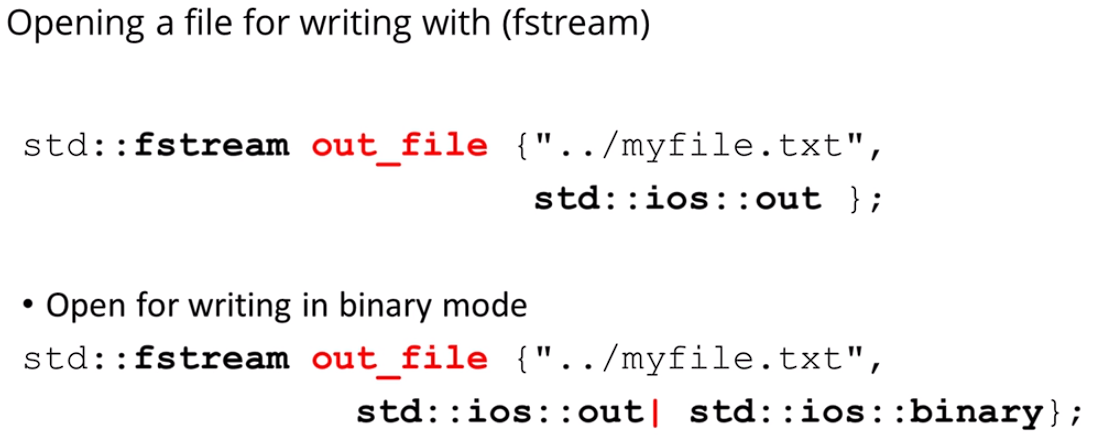 Opening a file for writing with (fstream)
std::fstream out_file {"../myfile.txt",
std::ios::out };
• Open for writing in binary mode
std::fstream out_file {"../myfile.txt",
std::ios::out| std::ios::binary};